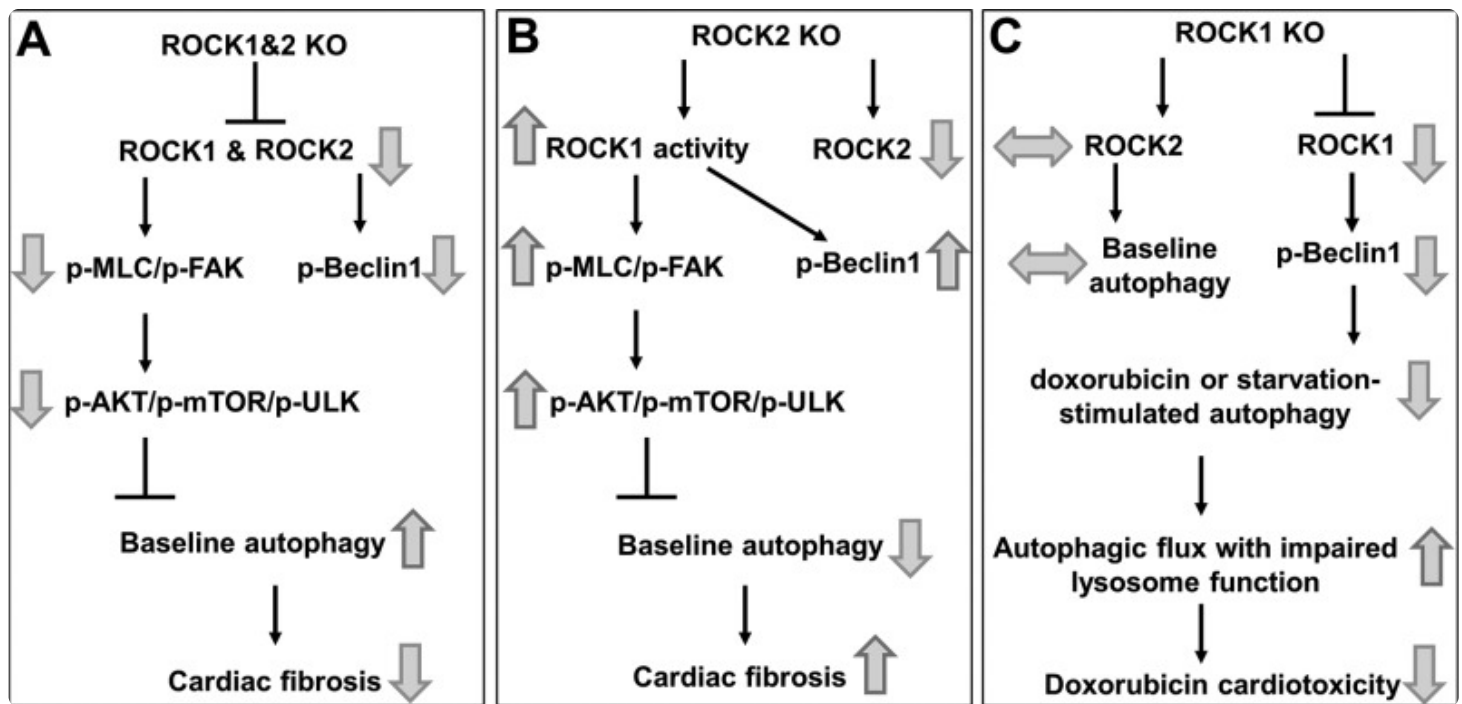 A
ROCK1&2 KO
ROCK1 & ROCK2
p-MLC/p-FAK
p-Beclin1
p-AKT/p-mTOR/p-ULK
Baseline autophagy
Cardiac fibrosis
B
ROCK2 KO
ROCK1 activity
ROCK2
p-MLC/p-FAK
p-Beclin1
p-AKT/p-mTOR/p-ULK
Baseline autophagy
Cardiac fibrosis
C
ROCK1 KO
ROCK2
ROCK1
Baseline
autophagy
p-Beclin1
doxorubicin or starvation-
stimulated autophagy
Autophagic flux with impaired
lysosome function
Doxorubicin cardiotoxicity